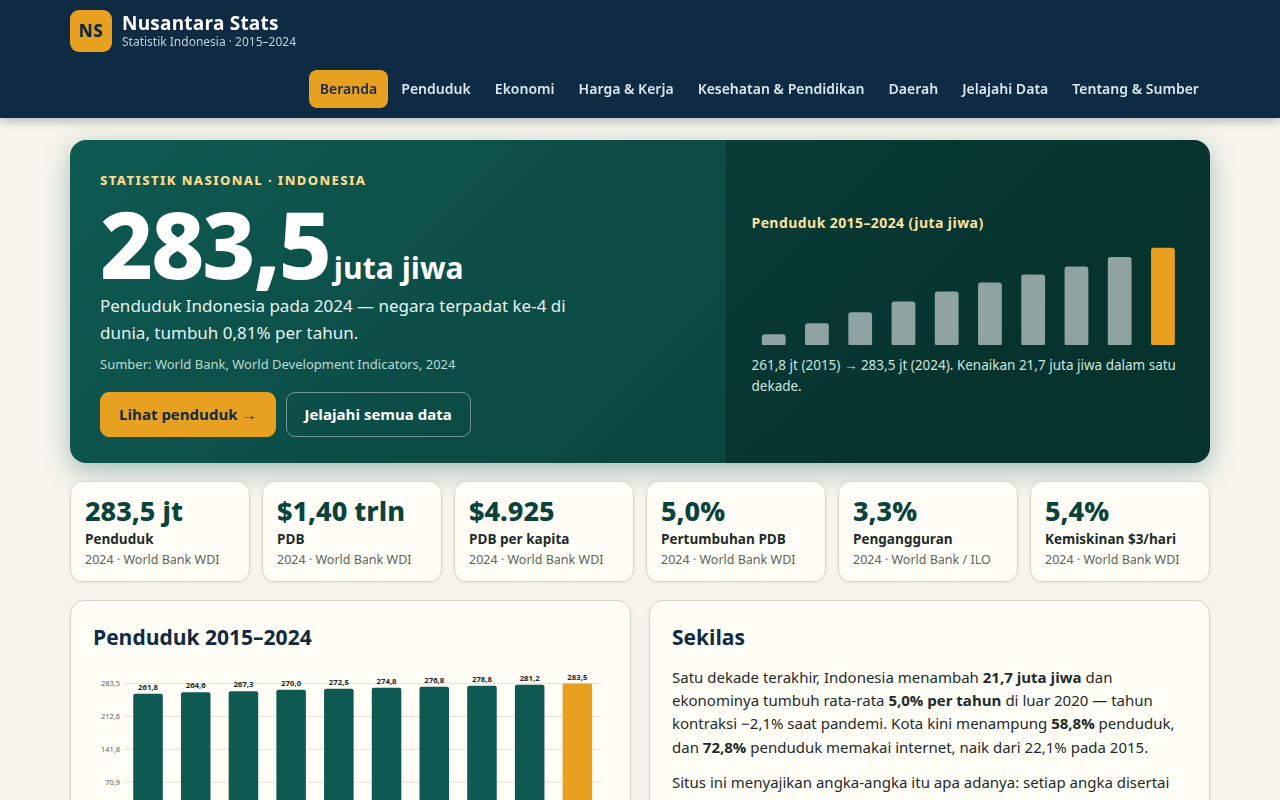 NS
Nusantara Stats
Statistik Indonesia · 2015–2024
Beranda Penduduk Ekonomi Harga & Kerja Kesehatan & Pendidikan Daerah Jelajahi Data Tentang & Sumber
STATISTIK NASIONAL · INDONESIA
283,5 juta jiwa
Penduduk Indonesia pada 2024 — negara terpadat ke-4 di
dunia, tumbuh 0,81% per tahun.
Sumber: World Bank, World Development Indicators, 2024
Lihat penduduk →
Jelajahi semua data
Penduduk 2015–2024 (juta jiwa)
261,8 jt (2015) → 283,5 jt (2024). Kenaikan 21,7 juta jiwa dalam satu
dekade.
283,5 jt
Penduduk
2024 · World Bank WDI
$1,40 trln
PDB
2024 · World Bank WDI
$4.925
PDB per kapita
2024 · World Bank WDI
5,0%
Pertumbuhan PDB
2024 · World Bank WDI
3,3%
Pengangguran
2024 · World Bank / ILO
5,4%
Kemiskinan $3/hari
2024 · World Bank WDI
Penduduk 2015–2024
261,8 264,6 267,3 270,0 272,5 274,8 276,8 278,8 281,2 283,5
283,5
212,6
141,8
70,9
Sekilas
Satu dekade terakhir, Indonesia menambah 21,7 juta jiwa dan
ekonominya tumbuh rata-rata 5,0% per tahun di luar 2020 — tahun
kontraksi −2,1% saat pandemi. Kota kini menampung 58,8% penduduk,
dan 72,8% penduduk memakai internet, naik dari 22,1% pada 2015.
Situs ini menyajikan angka-angka itu apa adanya: setiap angka disertai